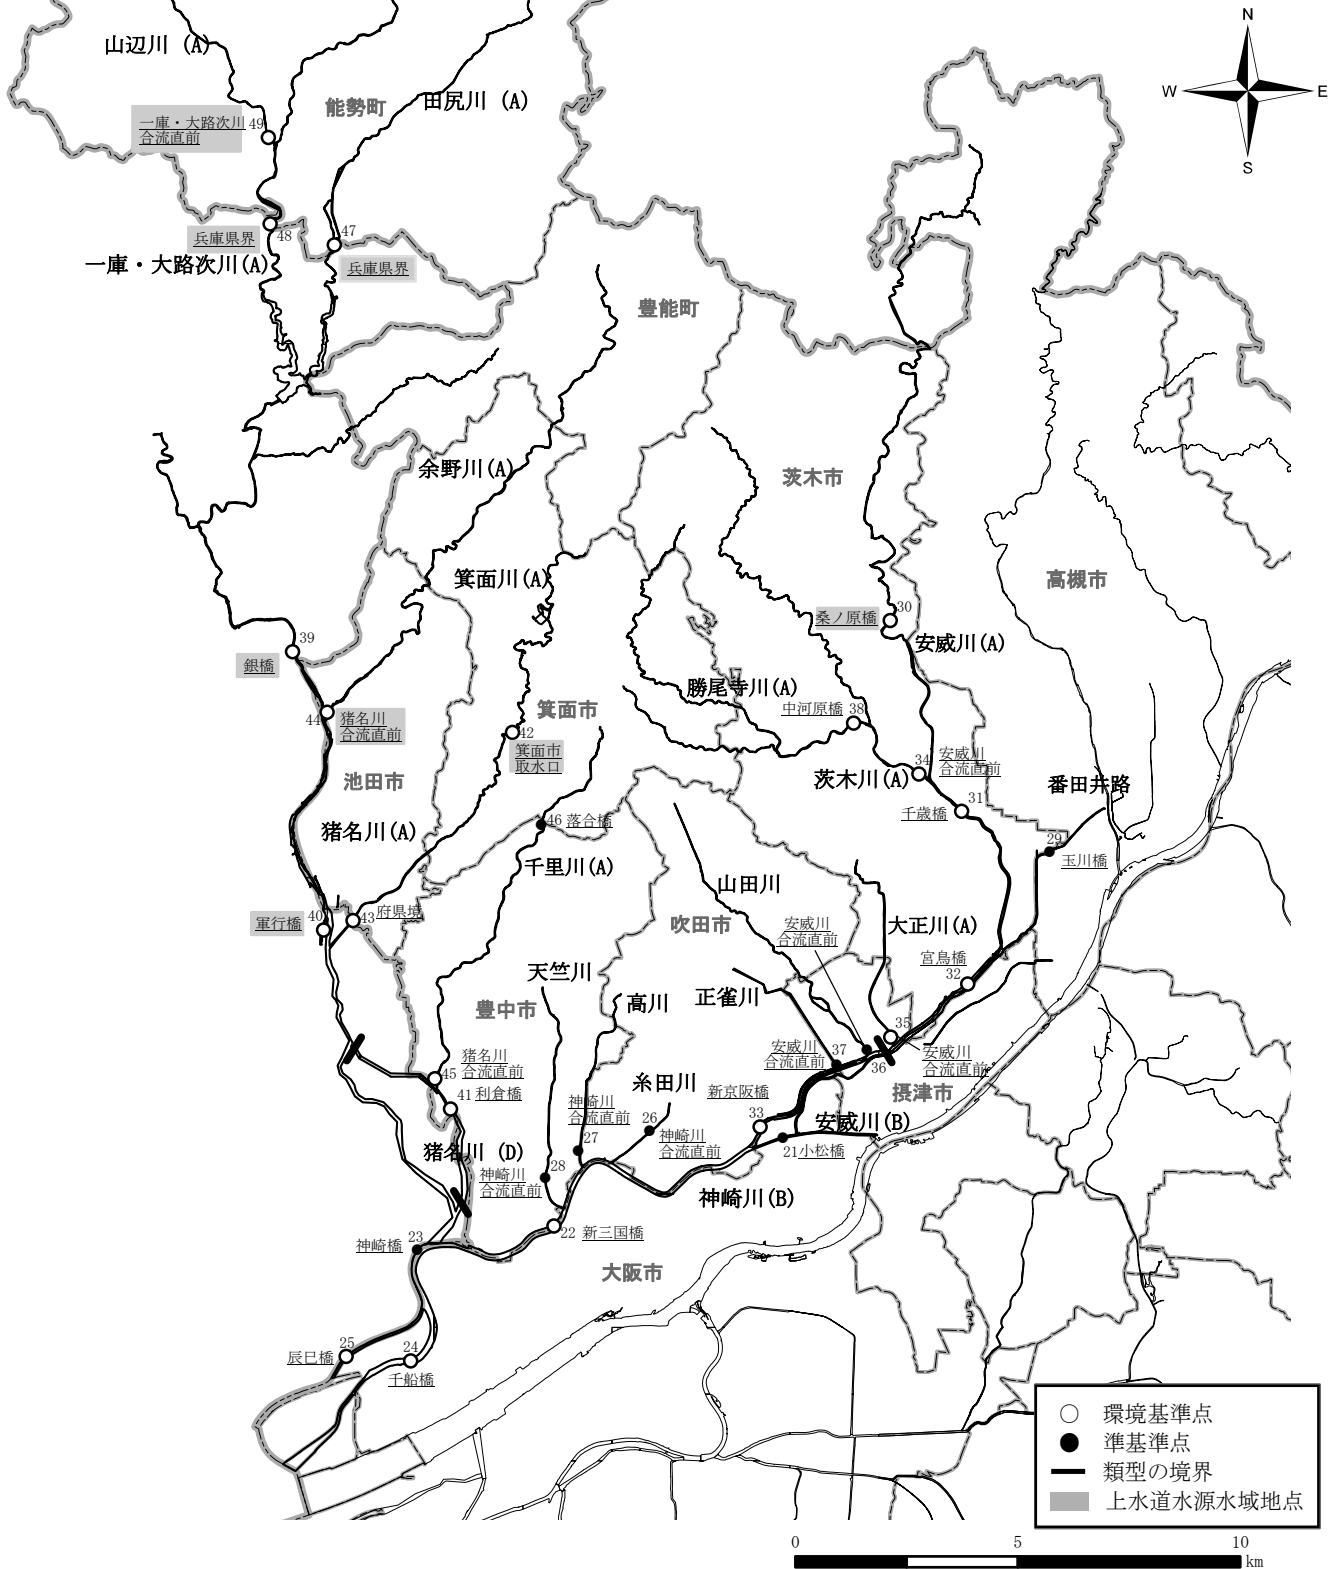 N
W
E
S
山辺川 (A)
能勢町
田尻川 (A)
一庫・大路次川
合流直前
49
兵庫県界
48
47
兵庫県界
一庫・大路次川(A)
豊能町
余野川(A)
茨木市
箕面川(A)
高槻市
桑ノ原橋
30
安威川(A)
39
銀橋
勝尾寺川(A)
中河原橋
38
44
猪名川
合流直前
箕面市
42
箕面市
取水口
34
安威川
合流直前
池田市
茨木川(A)
番田井路
31
千歳橋
猪名川(A)
46
落合橋
29
玉川橋
千里川(A)
山田川
40
軍行橋
43
府県境
吹田市
安威川
合流直前
大正川(A)
宮鳥橋
32
天竺川
高川
正雀川
豊中市
35
安威川
合流直前
猪名川
合流直前
45
安威川
合流直前
37
36
糸田川
新京阪橋
摂津市
41
利倉橋
神崎川
合流直前
26
神崎川
合流直前
33
安威川(B)
27
21
小松橋
猪名川 (D)
神崎川
合流直前
28
神崎川(B)
23
神崎橋
22
新三国橋
大阪市
25
辰巳橋
24
千船橋
環境基準点
準基準点
類型の境界
上水道水源水域地点
0
5
10
km